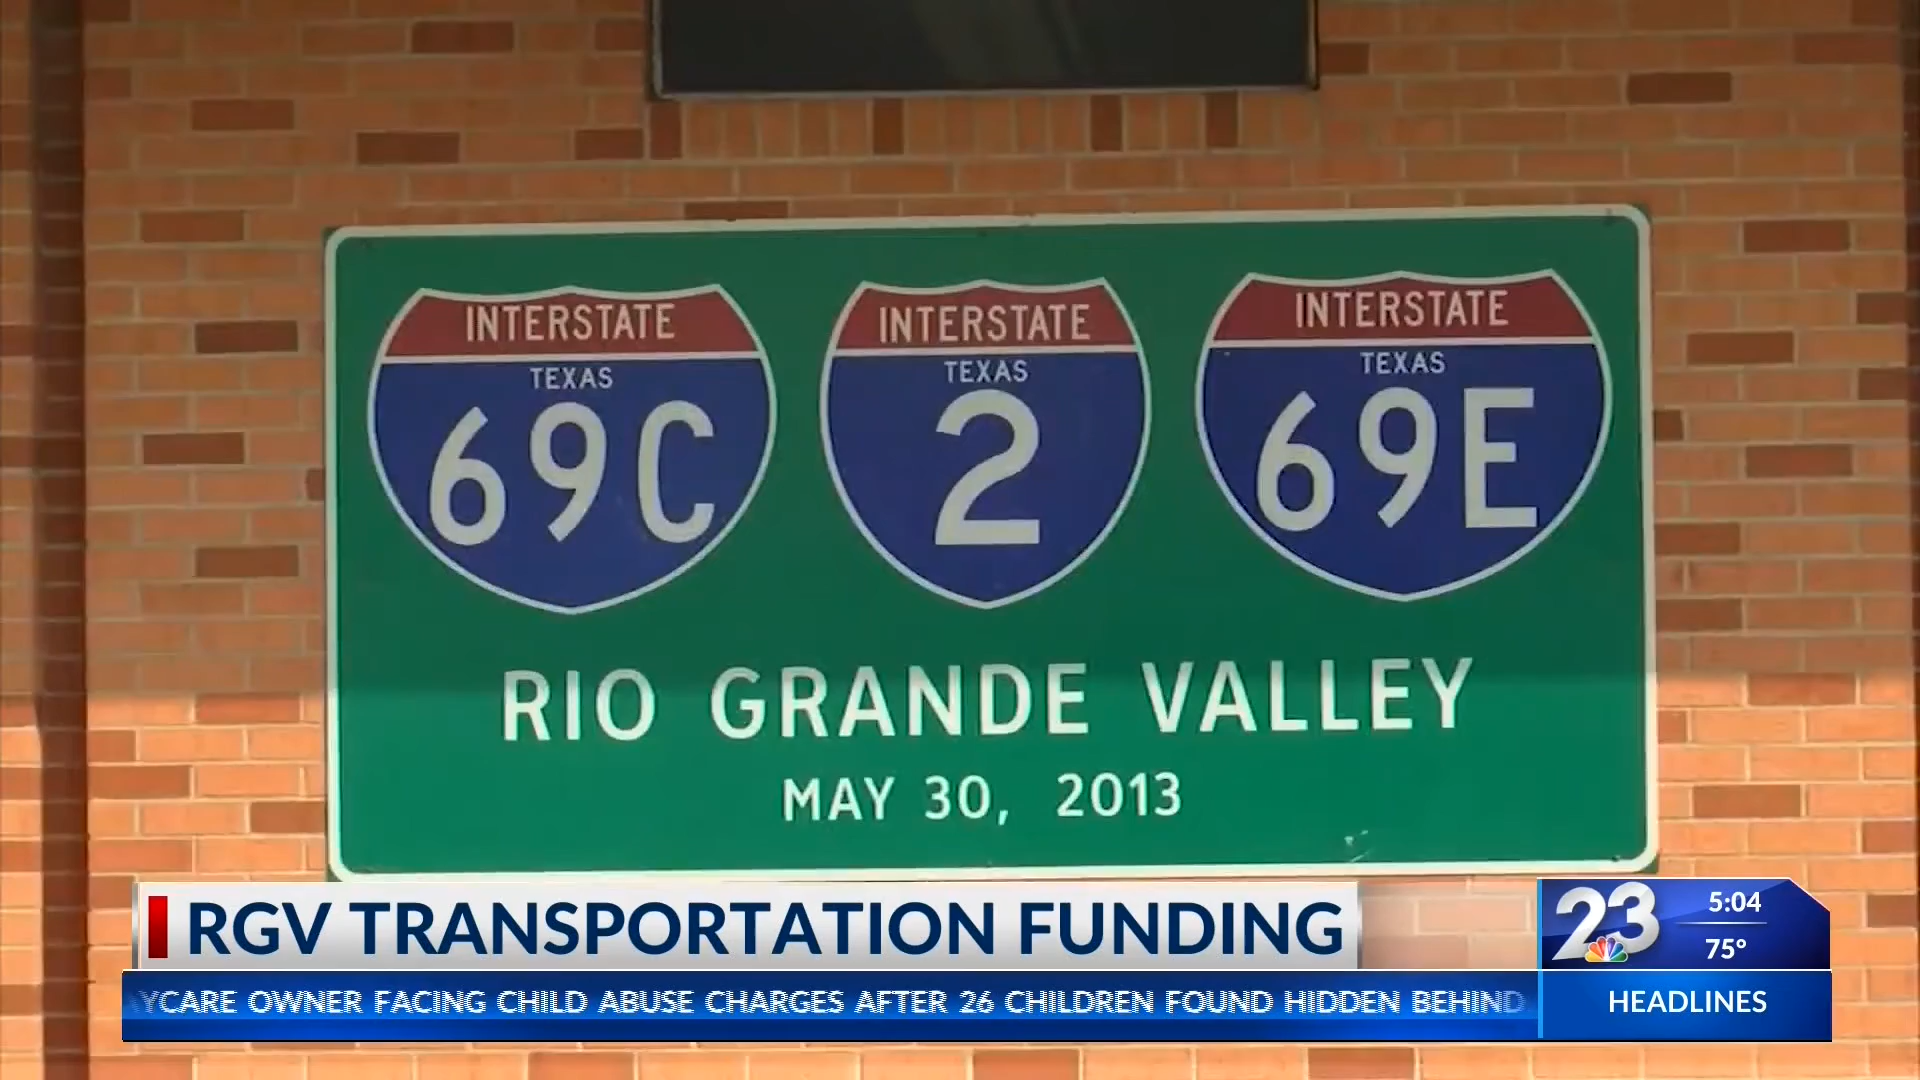 INTERSTATE
TEXAS
69C
INTERSTATE
TEXAS
2
INTERSTATE
TEXAS
69E
RIO GRANDE VALLEY
MAY 30, 2013
RGV TRANSPORTATION FUNDING
23
5:04
75°
AYCARE OWNER FACING CHILD ABUSE CHARGES AFTER 26 CHILDREN FOUND HIDDEN BEHIND
HEADLINES